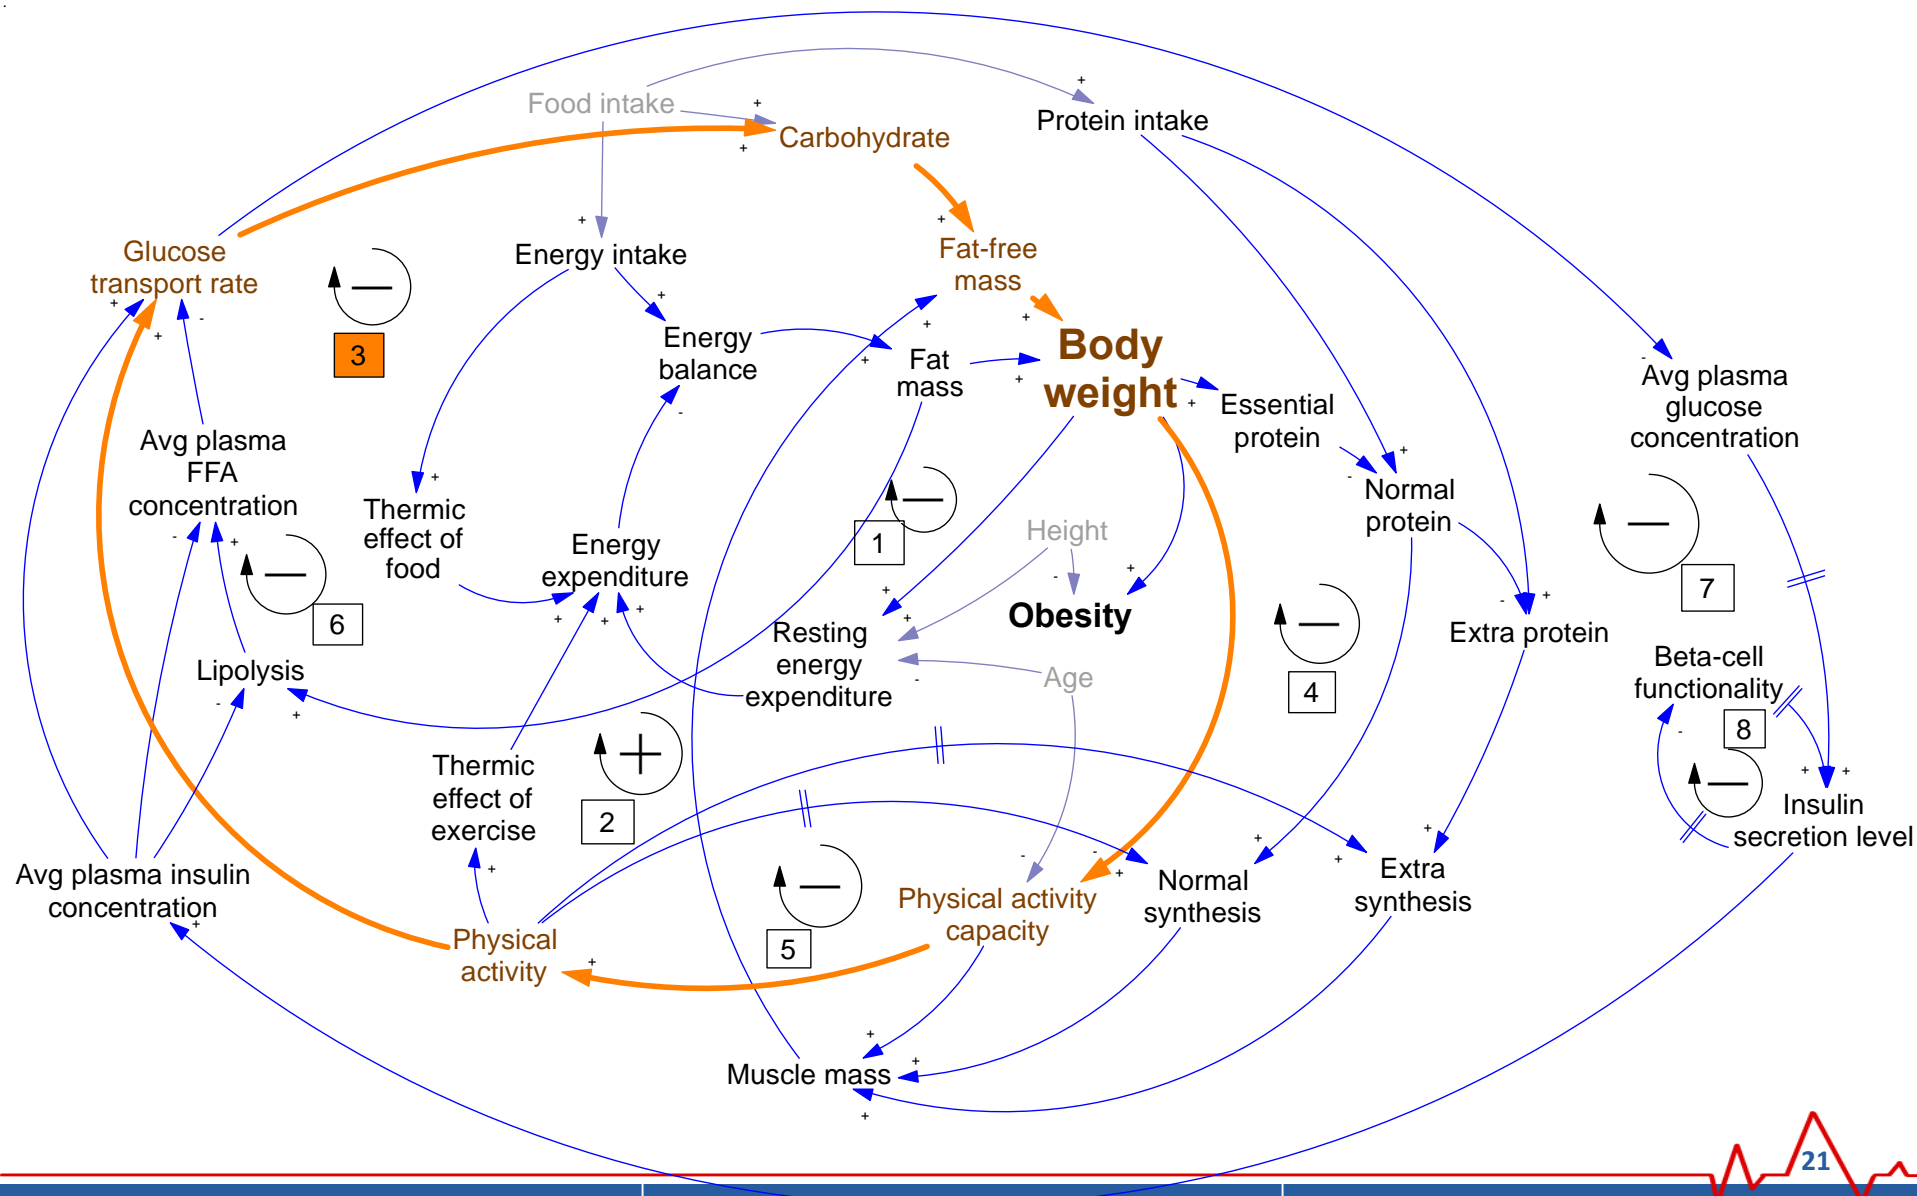 Food intake
Protein intake
Carbohydrate
Glucose
transport rate
Energy intake
Fat-free
mass
3
Energy
balance
Fat
mass
Body
weight
Essential
protein
Avg plasma
glucose
concentration
Avg plasma
FFA
concentration
Thermic
effect of
food
Energy
expenditure
1
Height
Normal
protein
7
Obesity
6
Resting
energy
expenditure
Extra protein
Lipolysis
Age
4
Beta-cell
functionality
8
Thermic
effect of
exercise
2
Insulin
secretion level
Avg plasma insulin
concentration
Physical activity
capacity
Normal
synthesis
Extra
synthesis
Physical
activity
5
Muscle mass
21